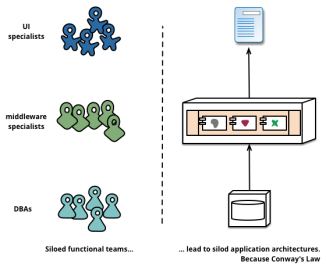 UI
specialists
middleware
specialists
DBAs
Siloed functional teams...
... lead to silod application architectures.
Because Conway's Law